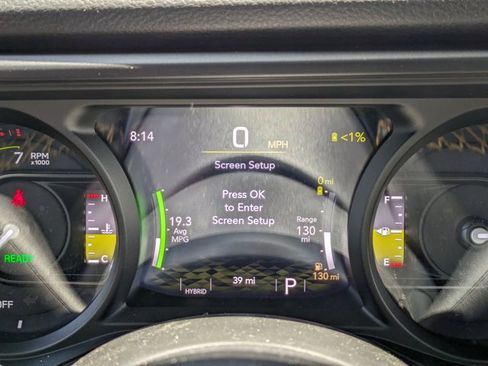 8:14
0 MPH
<1%
Screen Setup
7 RPM
x1000
0 mi
Press OK
to Enter
Screen Setup
H
19.3
Avg
MPG
Range
130
mi
F
READY
C
E
130 mi
OFF
HYBRID
39 mi
P